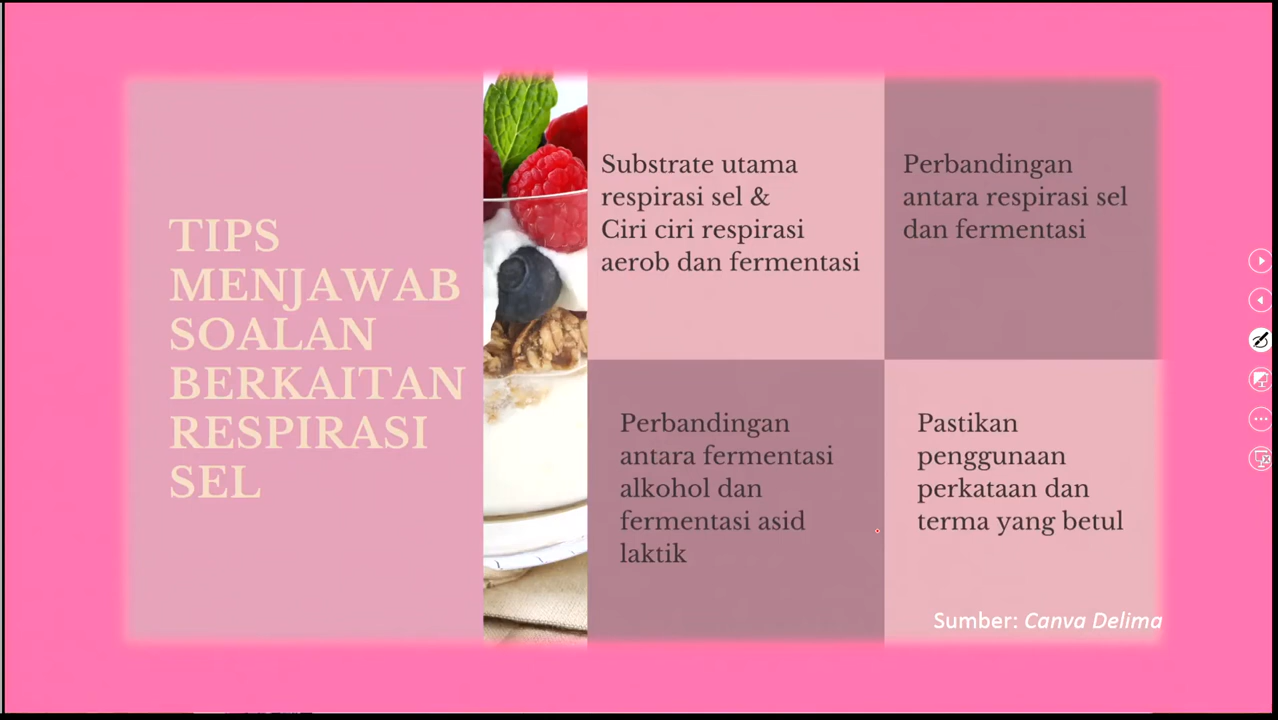 TIPS
MENJAWAB
SOALAN
BERKAITAN
RESPIRASI
SEL
Substrate utama
respirasi sel &
Ciri ciri respirasi
aerob dan fermentasi
Perbandingan
antara respirasi sel
dan fermentasi
Perbandingan
antara fermentasi
alkohol dan
fermentasi asid
laktik
Pastikan
penggunaan
perkataan dan
terma yang betul
Sumber: Canva Delima